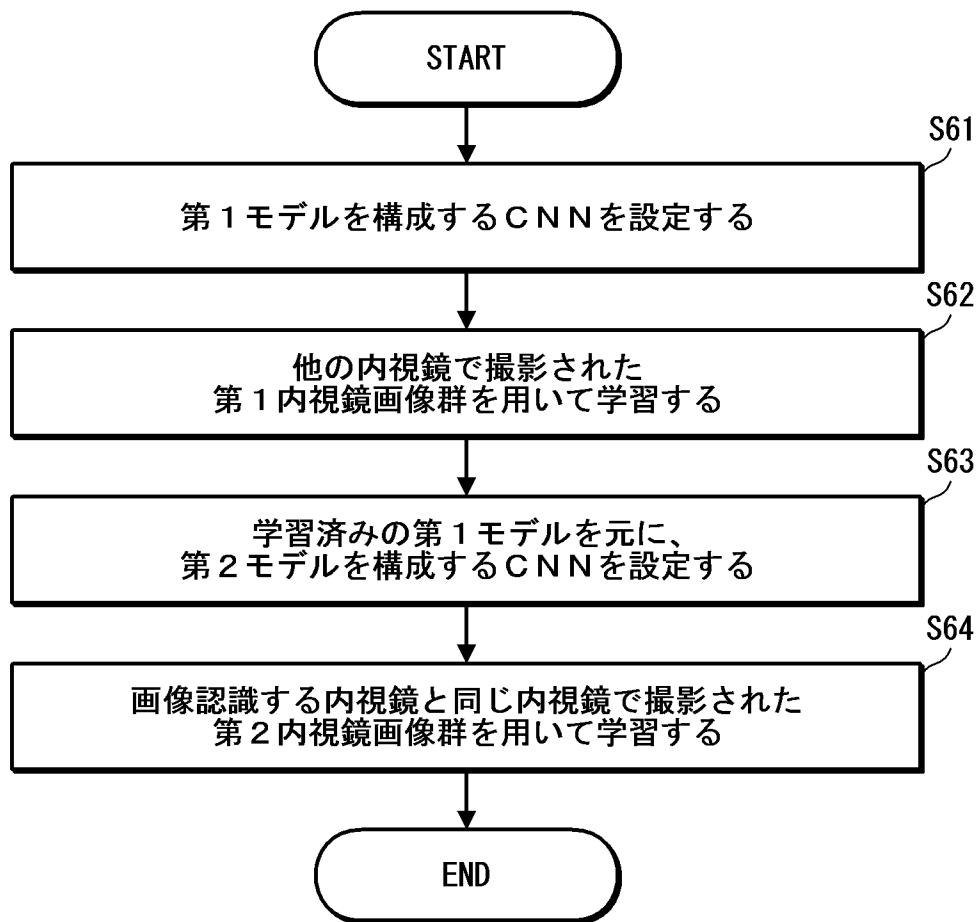 START
S61
第１モデルを構成するＣＮＮを設定する
S62
他の内視鏡で撮影された
第１内視鏡画像群を用いて学習する
S63
学習済みの第１モデルを元に、
第２モデルを構成するＣＮＮを設定する
S64
画像認識する内視鏡と同じ内視鏡で撮影された
第２内視鏡画像群を用いて学習する
END